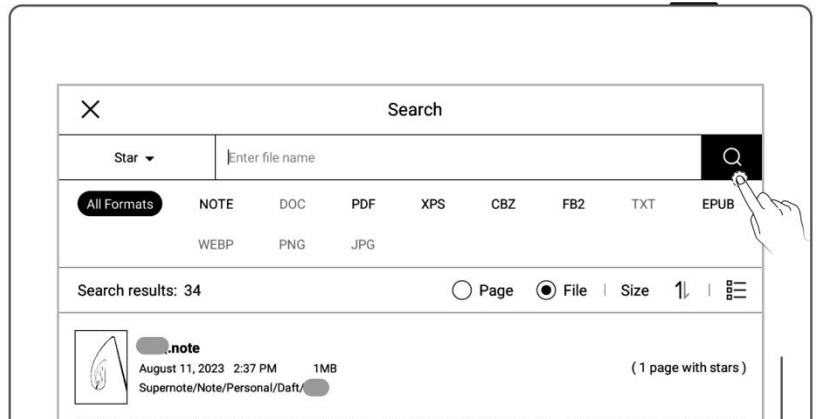 Search
Star Enter file name
All Formats NOTE DOC PDF XPS CBZ FB2 TXT EPUB
WEBP PNG JPG
Search results: 34 Page File | Size | 
.note
August 11, 2023 2:37 PM 1MB (1 page with stars)
Supernote/Note/Personal/Daft/